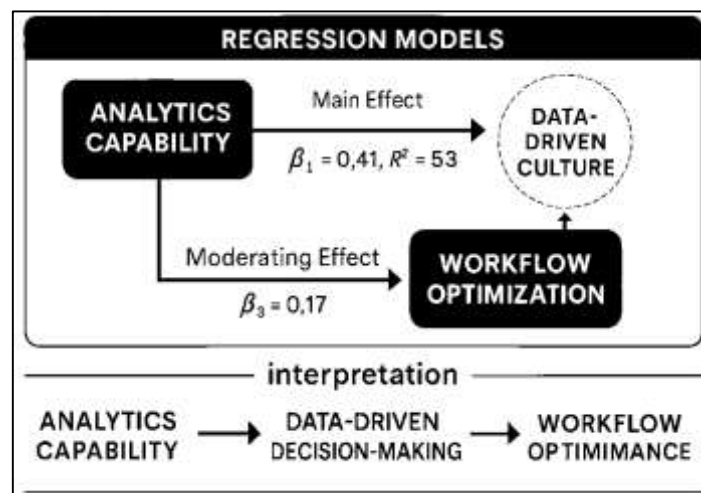 REGRESSION MODELS
ANALYTICS
CAPABILITY
Main Effect
β₁ = 0,41, R² = 53
DATA-
DRIVEN
CULTURE
Moderating Effect
β₃ = 0,17
WORKFLOW
OPTIMIZATION
interpretation
ANALYTICS
CAPABILITY
DATA-DRIVEN
DECISION-MAKING
WORKFLOW
OPTIMIMANCE